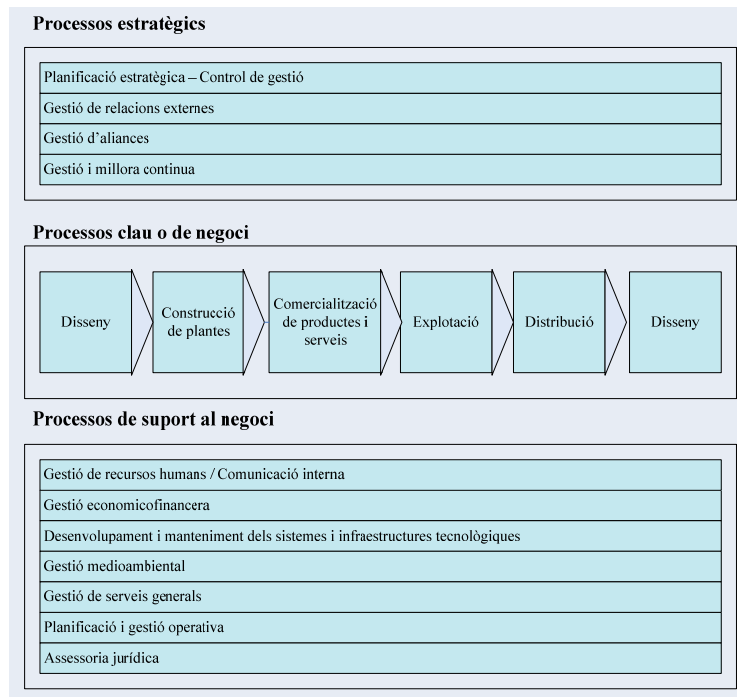 Processos estratègics
Planificació estratègica – Control de gestió
Gestió de relacions externes
Gestió d'aliances
Gestió i millora continua
Processos clau o de negoci
Disseny
Construcció
de plantes
Comercialització
de productes i
serveis
Explotació
Distribució
Disseny
Processos de suport al negoci
Gestió de recursos humans / Comunicació interna
Gestió economicofinancera
Desenvolupament i manteniment dels sistemes i infraestructures tecnològiques
Gestió medioambiental
Gestió de serveis generals
Planificació i gestió operativa
Assessoria jurídica